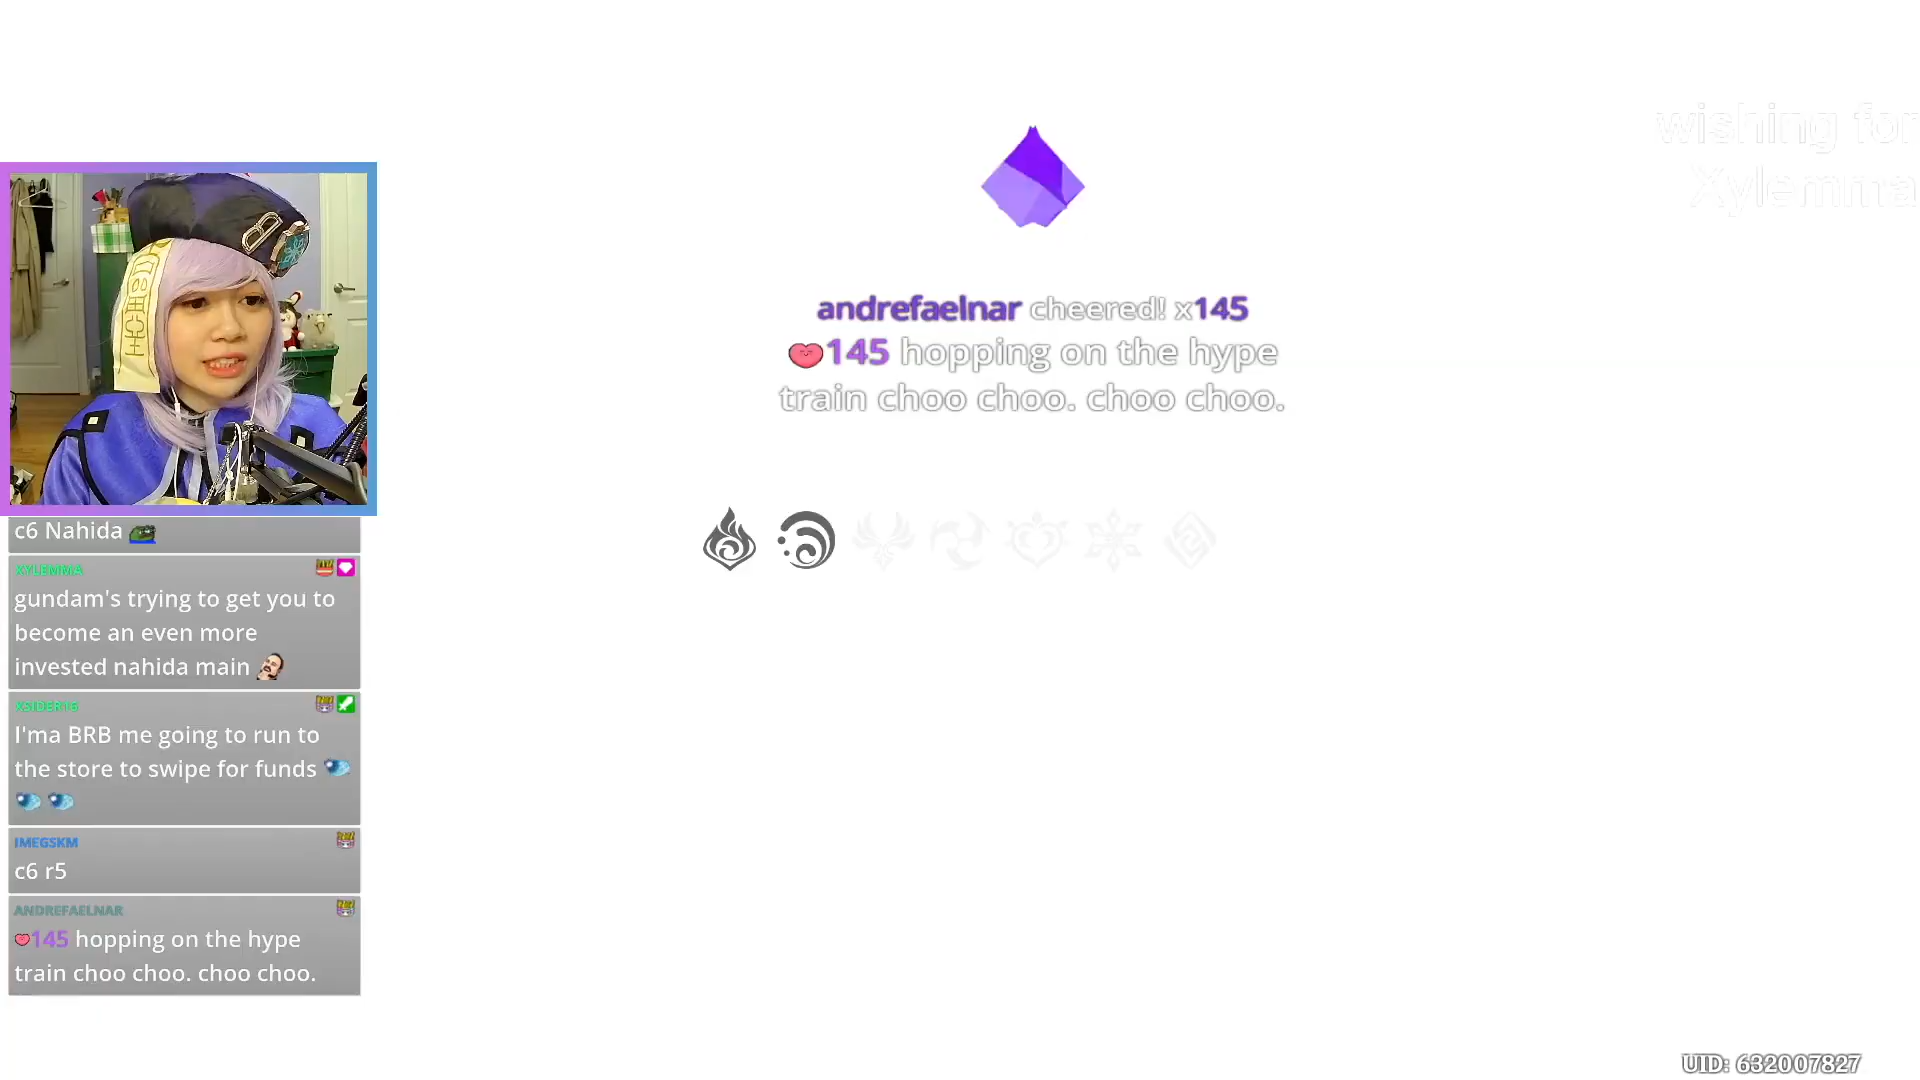 wishing for
Xylemma
andrefaelnar cheered! x145
145 hopping on the hype
train choo choo. choo choo.
c6 Nahida
XYLEMMA
gundam's trying to get you to
become an even more
invested nahida main
XSIDER16
I'ma BRB me going to run to
the store to swipe for funds
IMEGSKM
c6 r5
ANDREFAELNAR
145 hopping on the hype
train choo choo. choo choo.
UID: 632007827